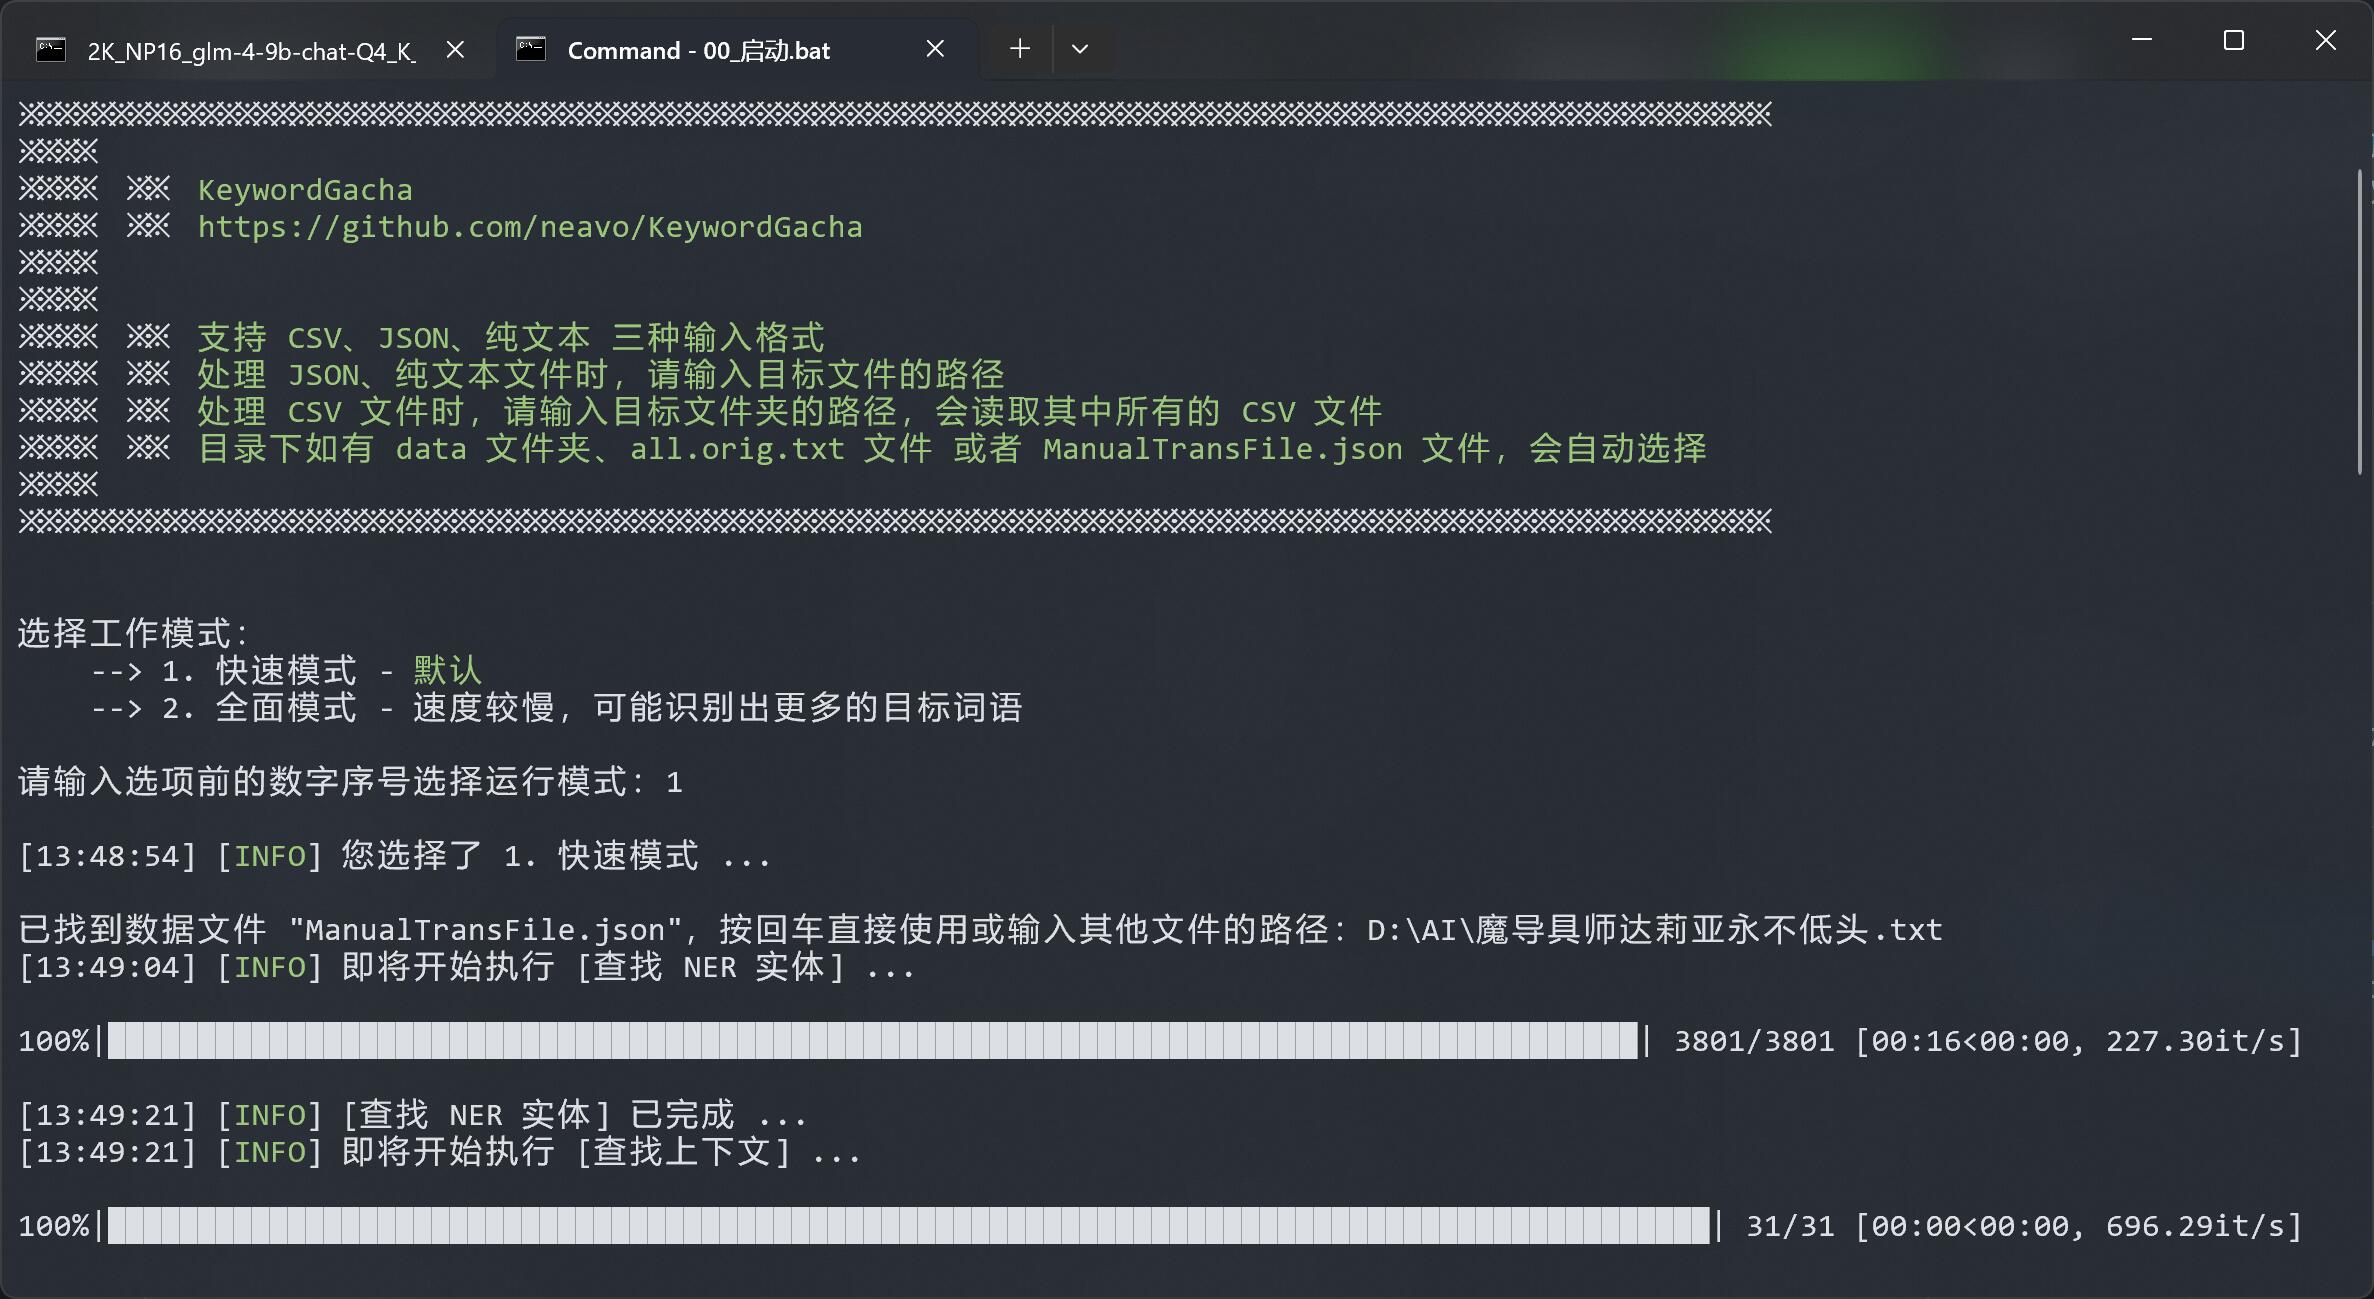 2K_NP16_glm-4-9b-chat-Q4_K_
Command - 00_启动.bat
※※※※※※※※※※※※※※※※※※※※※※※※※※※※※※※※※※※※※※※※※※※※※※※※※※※※※※※※※※※※※※※※※※※※※※※※※※※※※※※※※※※※※※※※※※※※※※※※
※※※※
※※※※ ※※ KeywordGacha
※※※※ ※※ https://github.com/neavo/KeywordGacha
※※※※
※※※※
※※※※ ※※ 支持 CSV、JSON、纯文本 三种输入格式
※※※※ ※※ 处理 JSON、纯文本文件时，请输入目标文件的路径
※※※※ ※※ 处理 CSV 文件时，请输入目标文件夹的路径，会读取其中所有的 CSV 文件
※※※※ ※※ 目录下如有 data 文件夹、all.orig.txt 文件 或者 ManualTransFile.json 文件，会自动选择
※※※※
※※※※※※※※※※※※※※※※※※※※※※※※※※※※※※※※※※※※※※※※※※※※※※※※※※※※※※※※※※※※※※※※※※※※※※※※※※※※※※※※※※※※※※※※※※※※※※※※
选择工作模式：
--> 1. 快速模式 - 默认
--> 2. 全面模式 - 速度较慢，可能识别出更多的目标词语
请输入选项前的数字序号选择运行模式：1
[13:48:54] [INFO] 您选择了 1. 快速模式 ...
已找到数据文件 "ManualTransFile.json"，按回车直接使用或输入其他文件的路径：D:\AI\魔导具师达莉亚永不低头.txt
[13:49:04] [INFO] 即将开始执行 [查找 NER 实体] ...
100%| | 3801/3801 [00:16<00:00, 227.30it/s]
[13:49:21] [INFO] [查找 NER 实体] 已完成 ...
[13:49:21] [INFO] 即将开始执行 [查找上下文] ...
100%| | 31/31 [00:00<00:00, 696.29it/s]